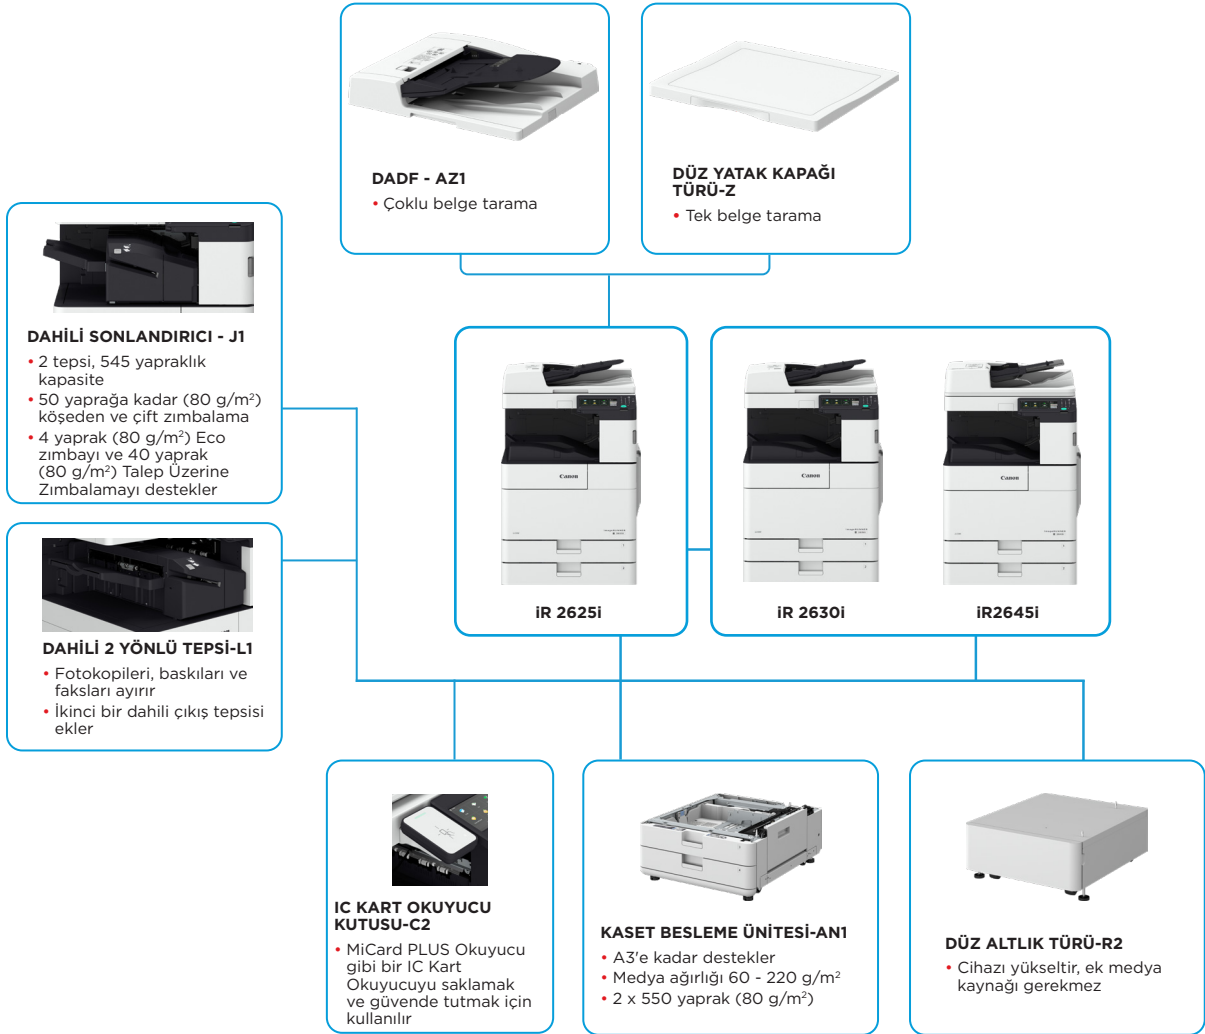 DADF - AZ1
• Çoklu belge tarama
DÜZ YATAK KAPAĞI
TÜRÜ-Z
• Tek belge tarama
DAHİLİ SONLANDIRICI - J1
• 2 tepsi, 545 yapraklık
kapasite
• 50 yaprağa kadar (80 g/m²)
köşeden ve çift zımbalama
• 4 yaprak (80 g/m²) Eco
zımbayı ve 40 yaprak
(80 g/m²) Talep Üzerine
Zımbalamayı destekler
DAHİLİ 2 YÖNLÜ TEPSİ-L1
• Fotokopileri, baskıları ve
faksları ayırır
• İkinci bir dahili çıkış tepsisi
ekler
Canon
Canon
Canon
iR 2625i
iR 2630i
iR2645i
IC KART OKUYUCU
KUTUSU-C2
• MiCard PLUS Okuyucu
gibi bir IC Kart
Okuyucuyu saklamak
ve güvende tutmak için
kullanılır
KASET BESLEME ÜNİTESİ-AN1
• A3'e kadar destekler
• Medya ağırlığı 60 - 220 g/m²
• 2 x 550 yaprak (80 g/m²)
DÜZ ALTLIK TÜRÜ-R2
• Cihazı yükseltir, ek medya
kaynağı gerekmez